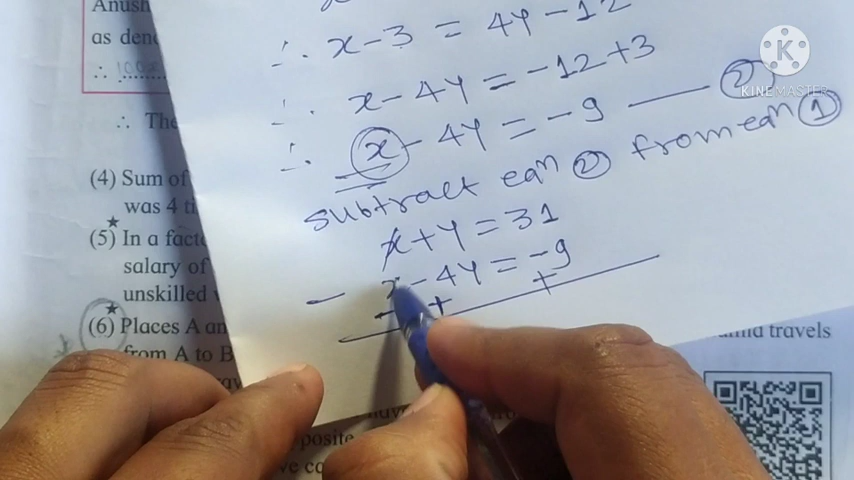 Anush
as deno
∴
∴ The
(4) Sum of
was 4 ti
(5) In a facto
salary of
unskilled
(6) Places A an
from A to B
∴ x - 3 = 4y - 12
∴ x - 4y = -12 + 3
∴ x - 4y = -9 — ②
subtract eqn ② from eqn ①
x + y = 31
- x - 4y = -9
- + +
travels
K
KINEMASTER